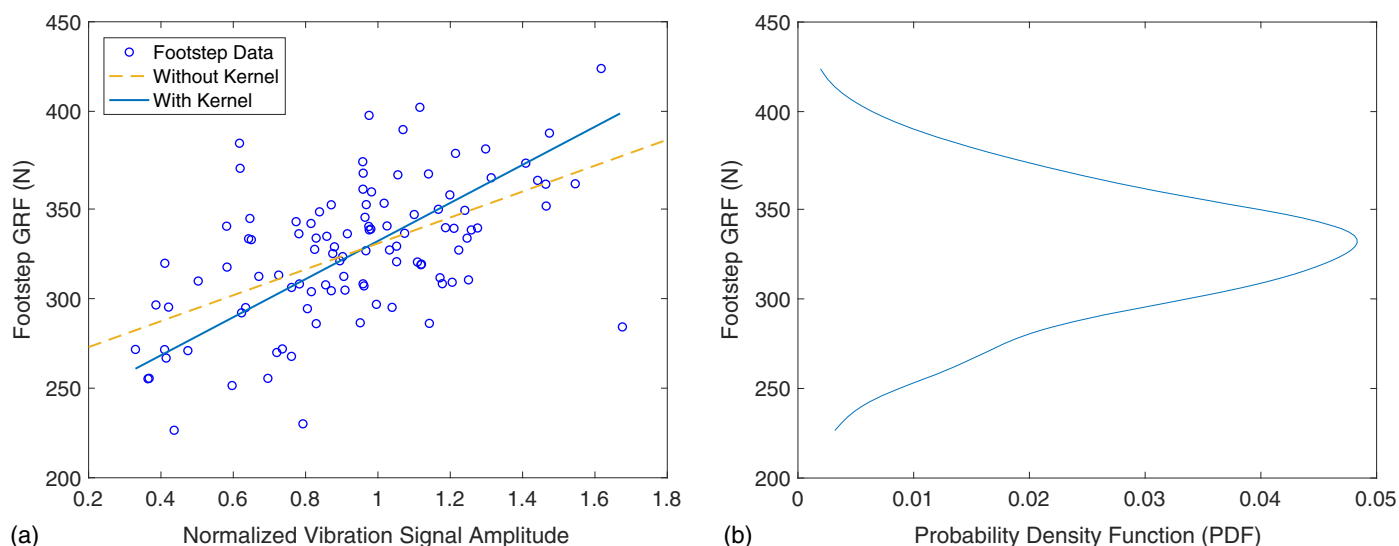 450
400
350
300
250
200
Footstep GRF (N)
Footstep Data
Without Kernel
With Kernel
0.2 0.4 0.6 0.8 1 1.2 1.4 1.6 1.8
(a) Normalized Vibration Signal Amplitude
450
400
350
300
250
200
Footstep GRF (N)
0 0.01 0.02 0.03 0.04 0.05
(b) Probability Density Function (PDF)